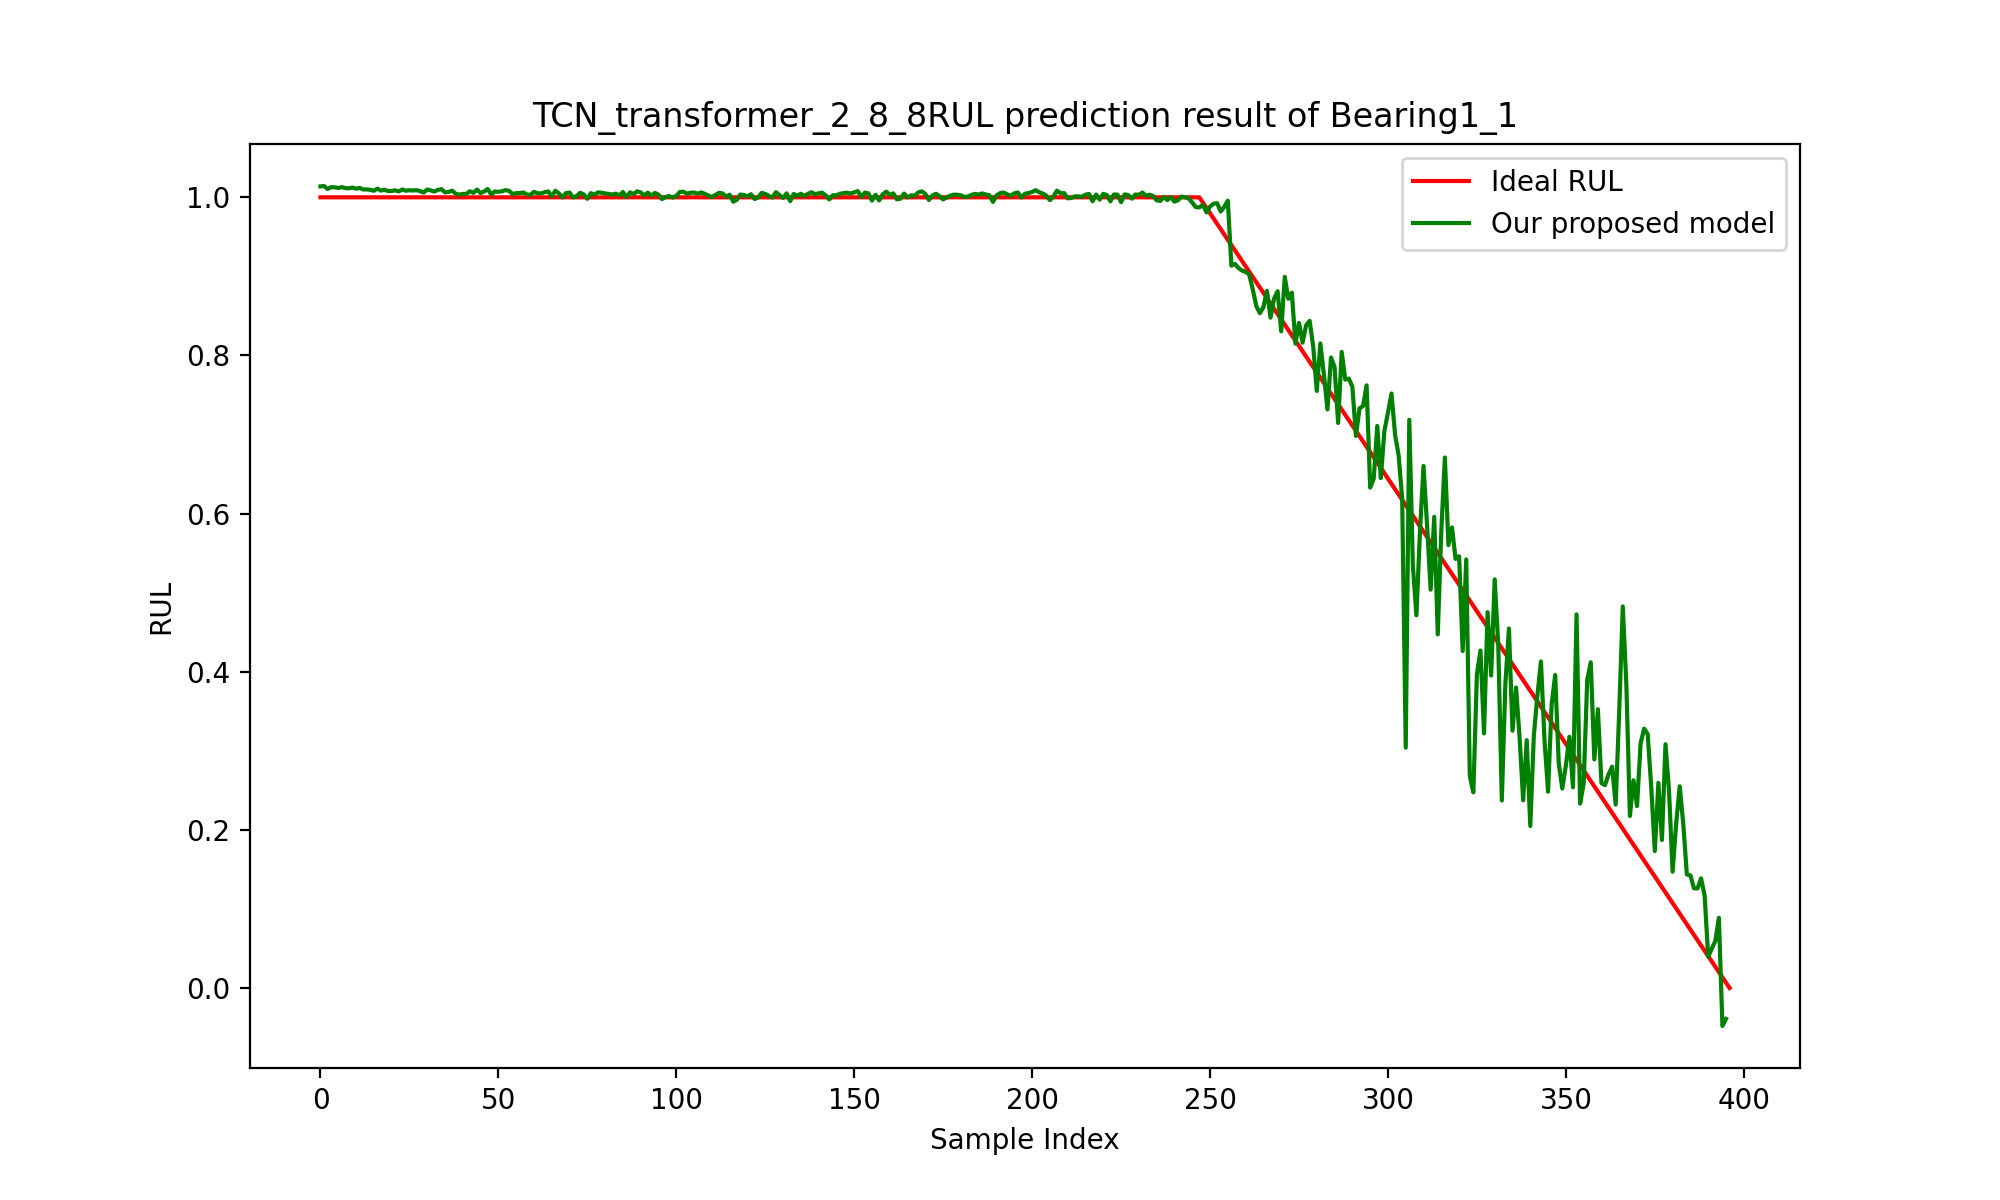 TCN_transformer_2_8_8RUL prediction result of Bearing1_1
Ideal RUL
Our proposed model
RUL
1.0
0.8
0.6
0.4
0.2
0.0
0 50 100 150 200 250 300 350 400
Sample Index